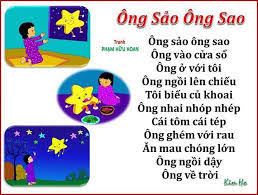 Ông Sảo Ông Sao
Tranh
PHẠM HỮU HOAN
Ông sảo ông sao
Ông vào cửa sổ
Ông ở với tôi
Ông ngồi lên chiếu
Tôi biếu củ khoai
Ông nhai nhóp nhép
Cái tôm cái tép
Ông ghém với rau
Ăn mau chóng lớn
Ông ngồi dậy
Ông về trời
Kim Ho